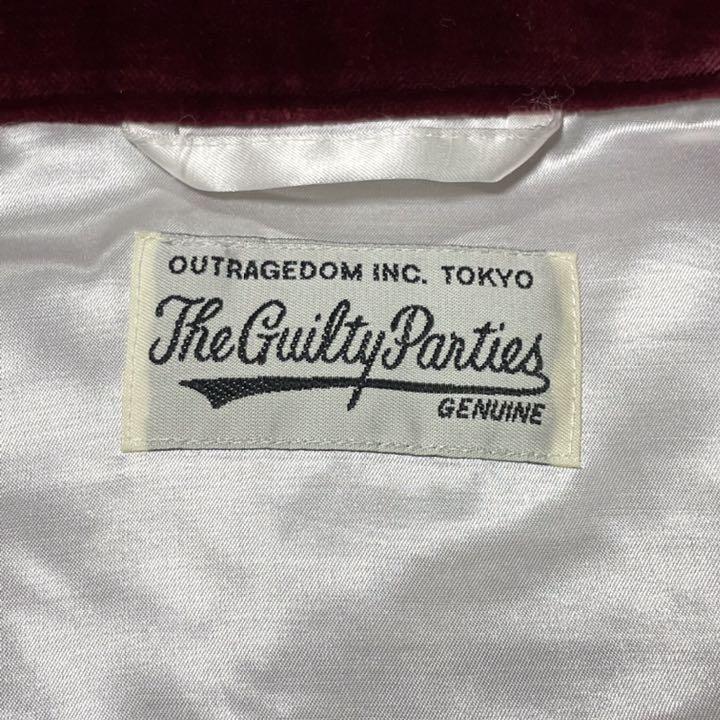 OUTRAGEDOM INC. TOKYO
The Guilty Parties
GENUINE